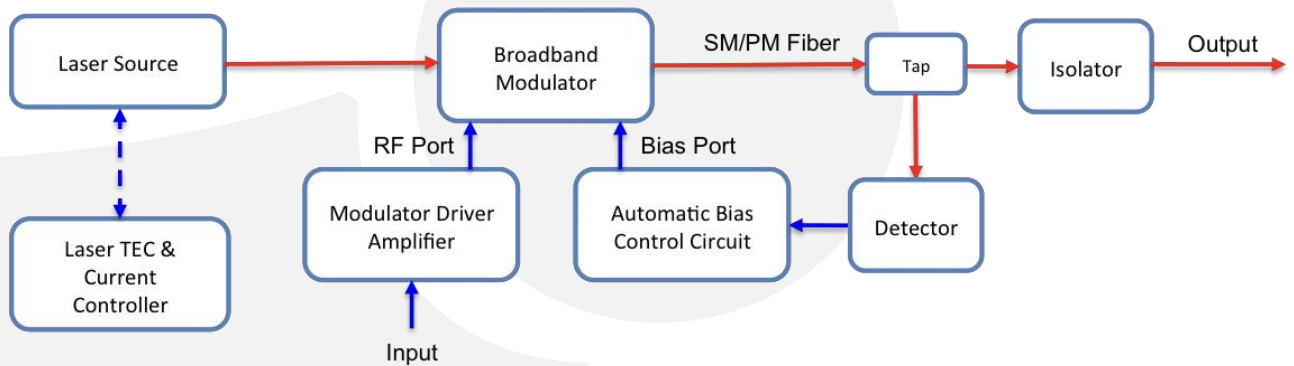 Laser Source
Broadband
Modulator
SM/PM Fiber
Tap
Isolator
Output
RF Port
Bias Port
Laser TEC &
Current
Controller
Modulator Driver
Amplifier
Automatic Bias
Control Circuit
Detector
Input